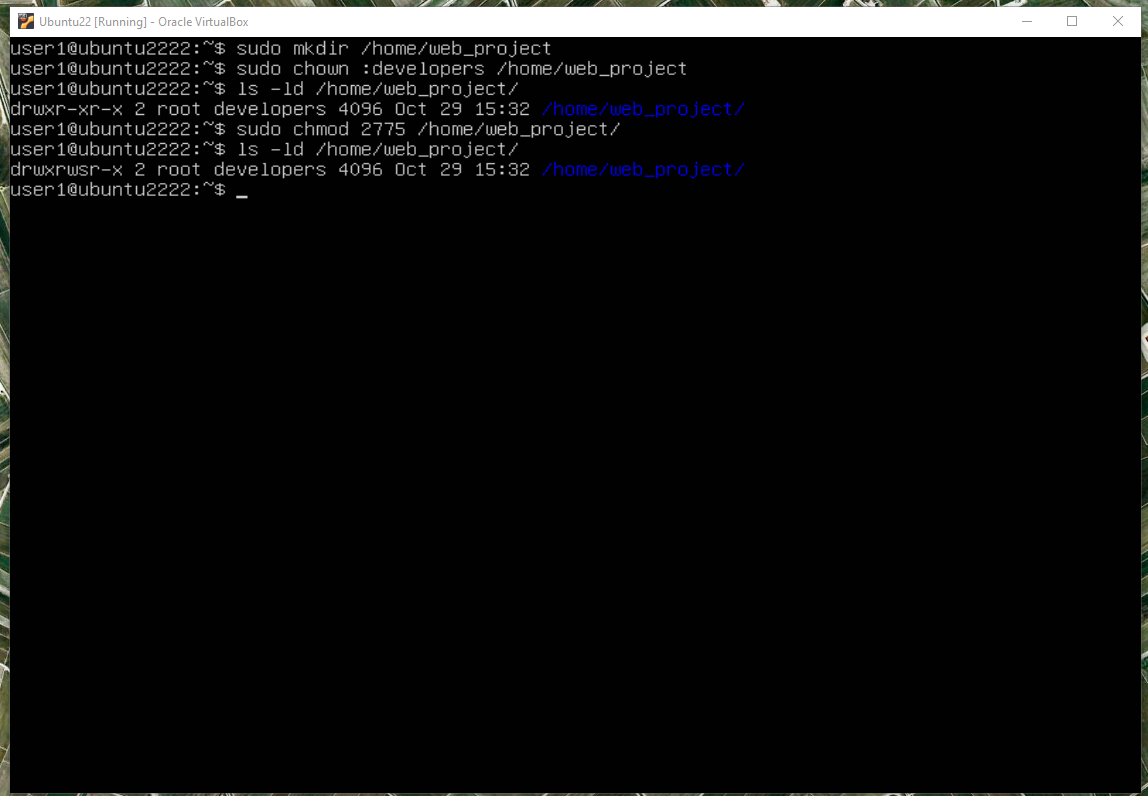 Ubuntu22 [Running] - Oracle VirtualBox
user1@ubuntu2222:~$ sudo mkdir /home/web_project
user1@ubuntu2222:~$ sudo chown :developers /home/web_project
user1@ubuntu2222:~$ ls -ld /home/web_project/
drwxr-xr-x 2 root developers 4096 Oct 29 15:32 /home/web_project/
user1@ubuntu2222:~$ sudo chmod 2775 /home/web_project/
user1@ubuntu2222:~$ ls -ld /home/web_project/
drwxrwsr-x 2 root developers 4096 Oct 29 15:32 /home/web_project/
user1@ubuntu2222:~$ _